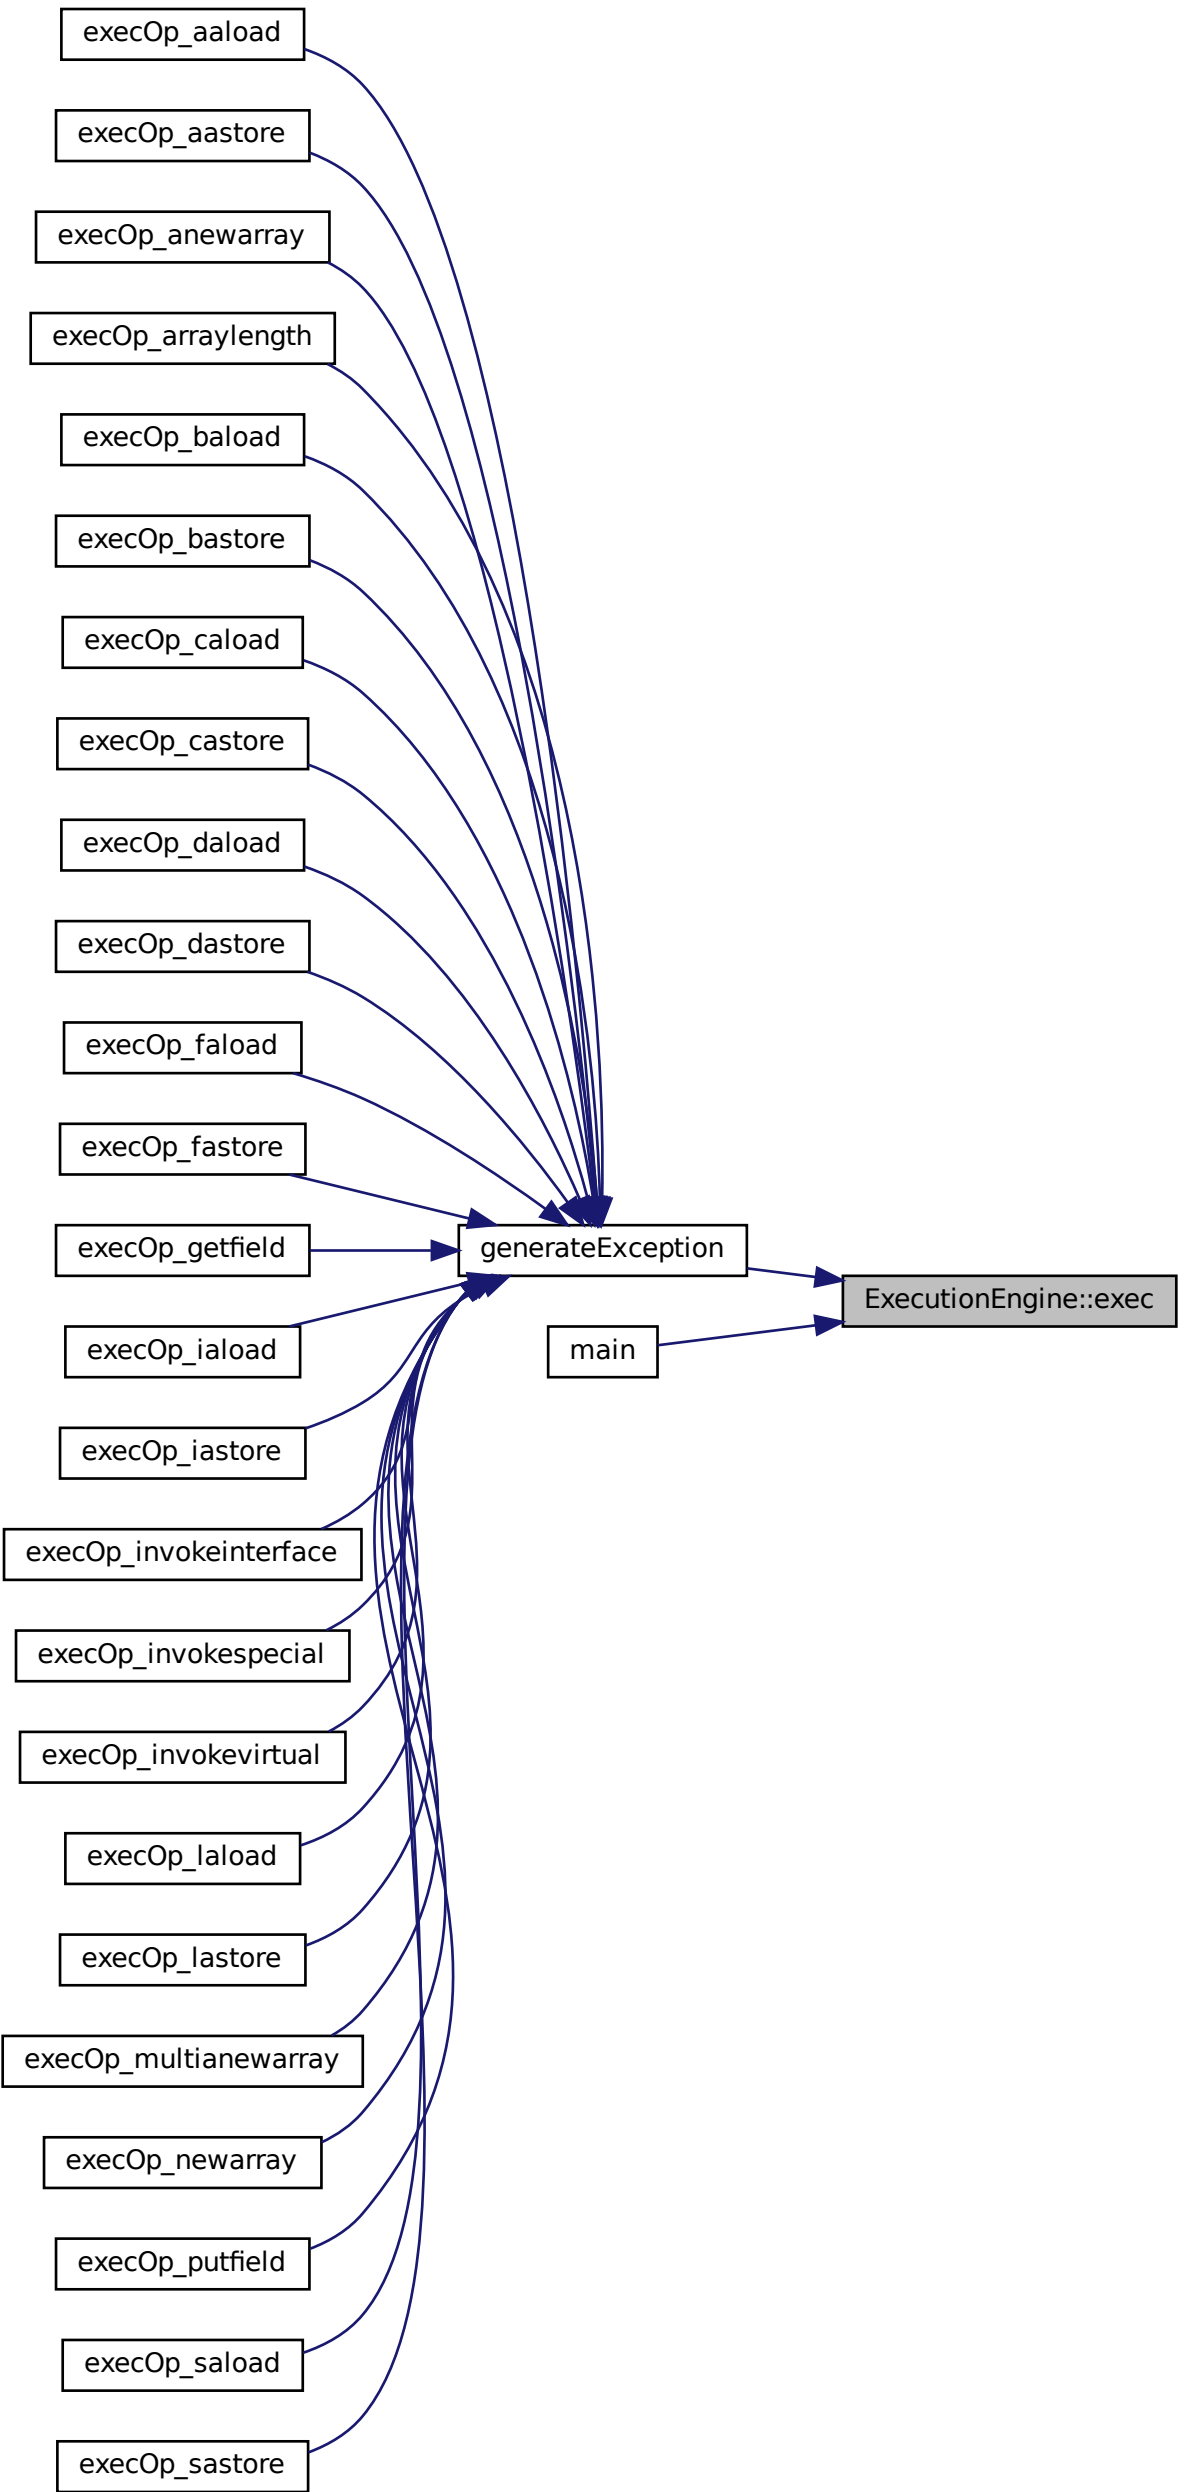 execOp_aaload
execOp_aastore
execOp_anewarray
execOp_arraylength
execOp_baload
execOp_bastore
execOp_caload
execOp_castore
execOp_daload
execOp_dastore
execOp_faload
execOp_fastore
execOp_getfield
generateException
ExecutionEngine::exec
execOp_iaload
main
execOp_iastore
execOp_invokeinterface
execOp_invokespecial
execOp_invokevirtual
execOp_laload
execOp_lastore
execOp_multianewarray
execOp_newarray
execOp_putfield
execOp_saload
execOp_sastore